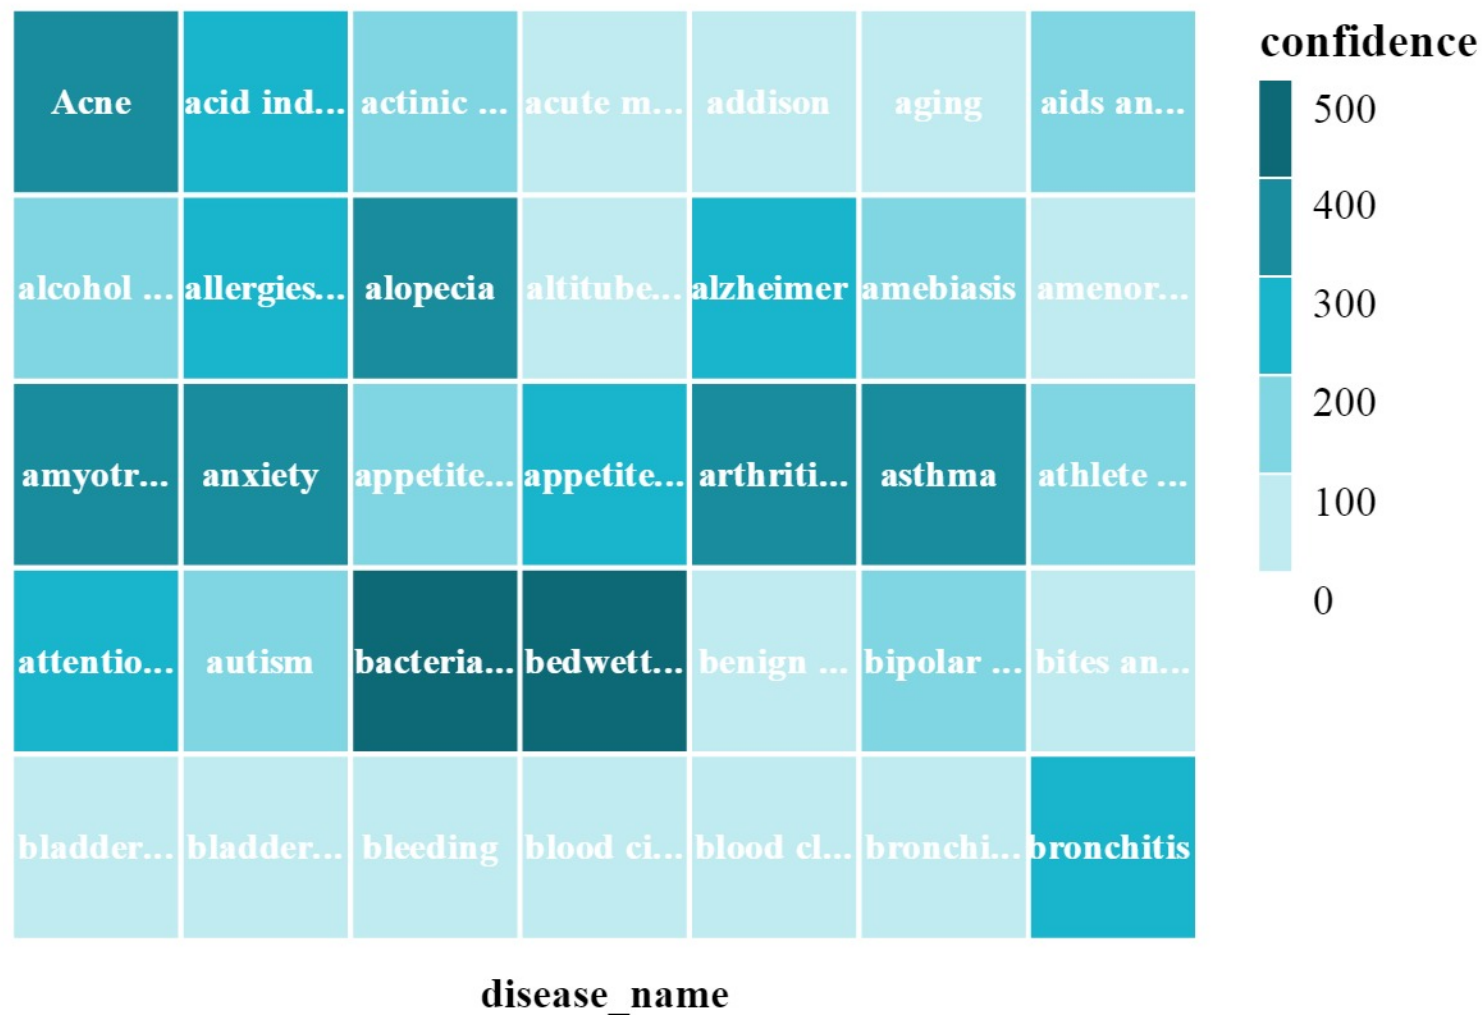 confidence
500
400
300
200
100
0
Acne acid ind... actinic ... acute m... addison aging aids an...
alcohol ... allergies... alopecia altitube... alzheimer amebiasis amenor...
amyotr... anxiety appetite... appetite... arthriti... asthma athlete ...
attentio... autism bacteria... bedwett... benign ... bipolar ... bites an...
bladder... bladder... bleeding blood ci... blood cl... bronchi... bronchitis
disease_name